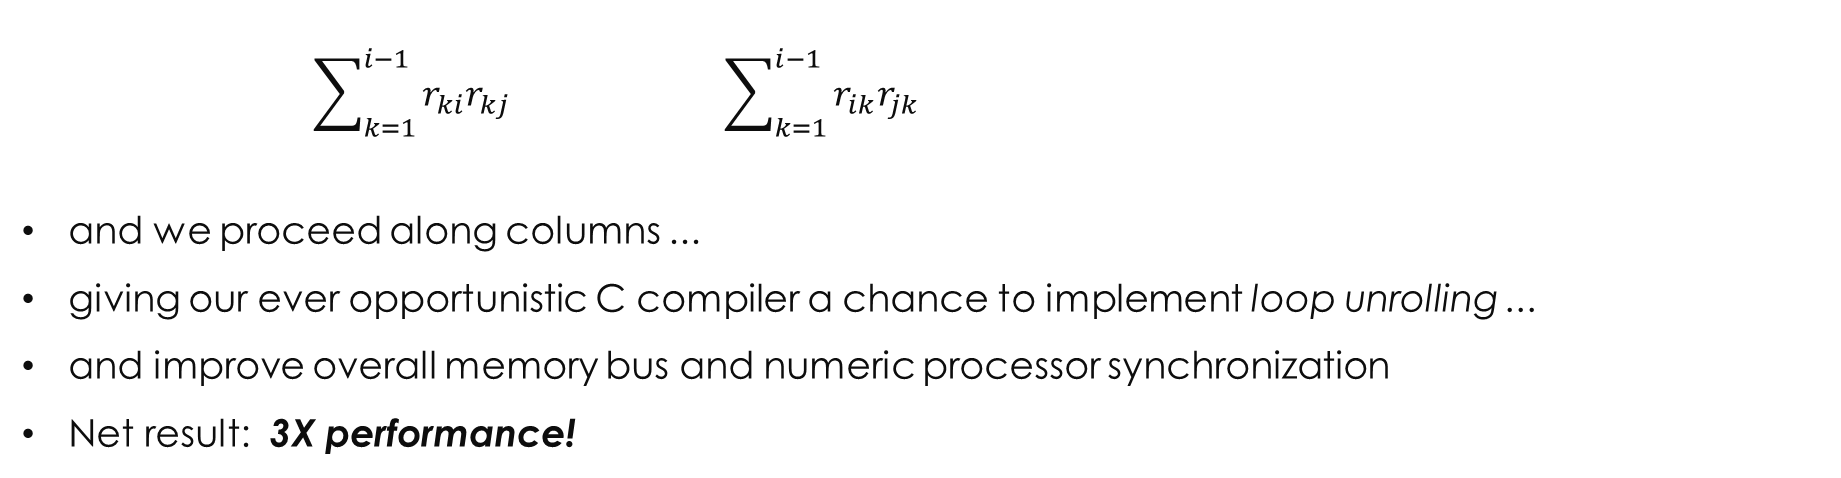 ∑_{k=1}^{i−1} r_{ki}r_{kj}    ∑_{k=1}^{i−1} r_{ik}r_{jk}
• and we proceed along columns ...
• giving our ever opportunistic C compiler a chance to implement loop unrolling ...
• and improve overall memory bus and numeric processor synchronization
• Net result: 3X performance!